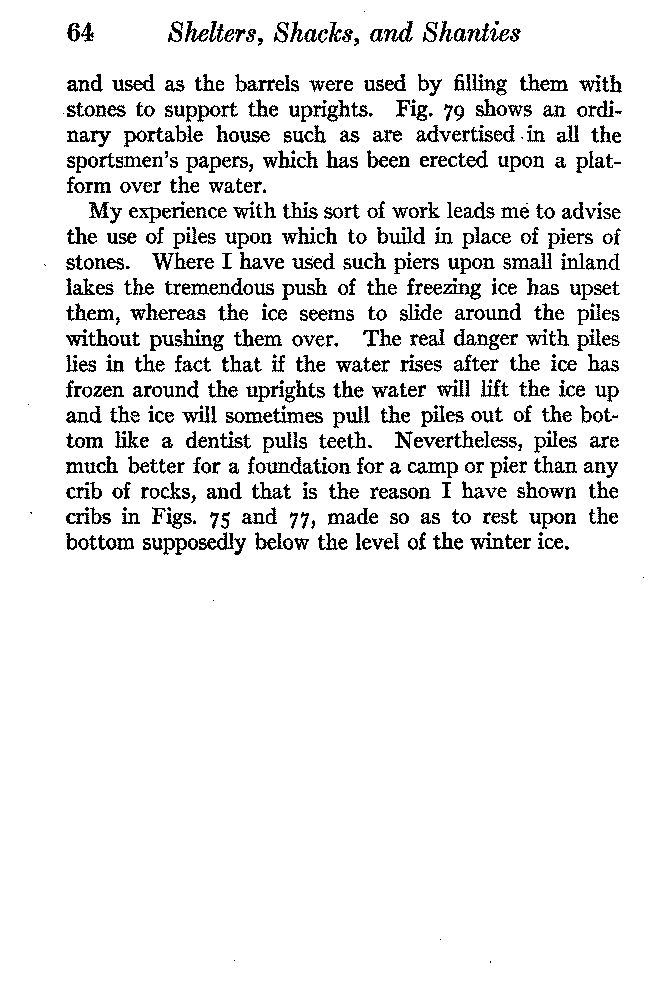 64 Shelters, Shacks, and Shanties
and used as the barrels were used by filling them with
stones to support the uprights. Fig. 79 shows an ordi-
nary portable house such as are advertised in all the
sportsmen's papers, which has been erected upon a plat-
form over the water.
My experience with this sort of work leads me to advise
the use of piles upon which to build in place of piers of
stones. Where I have used such piers upon small inland
lakes the tremendous push of the freezing ice has upset
them, whereas the ice seems to slide around the piles
without pushing them over. The real danger with piles
lies in the fact that if the water rises after the ice has
frozen around the uprights the water will lift the ice up
and the ice will sometimes pull the piles out of the bot-
tom like a dentist pulls teeth. Nevertheless, piles are
much better for a foundation for a camp or pier than any
crib of rocks, and that is the reason I have shown the
cribs in Figs. 75 and 77, made so as to rest upon the
bottom supposedly below the level of the winter ice.